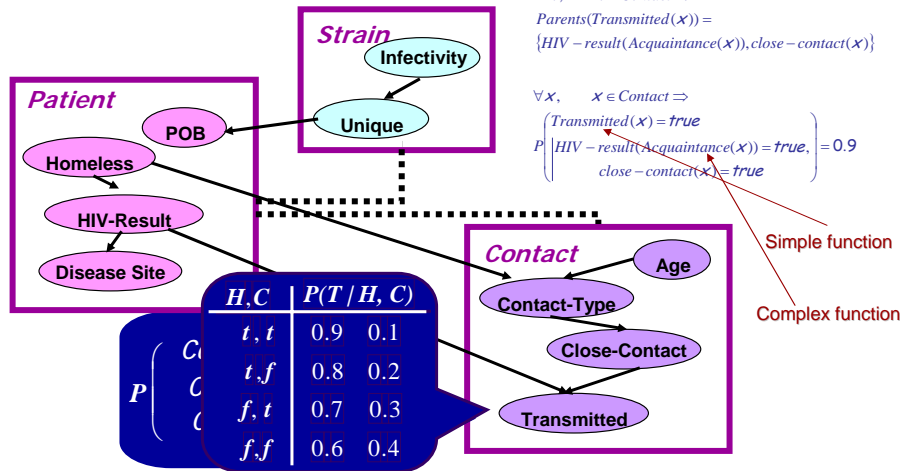 Parents(Transmitted(x)) =
{HIV – result(Acquaintance(x)), close – contact(x)}
∀x, x ∈ Contact ⇒
P( Transmitted(x) = true
| HIV – result(Acquaintance(x)) = true,
close – contact(x) = true ) = 0.9
Simple function
Complex function
Strain
Infectivity
Unique
Patient
POB
Homeless
HIV-Result
Disease Site
Contact
Age
Contact-Type
Close-Contact
Transmitted
H,C P(T / H, C)
t, t 0.9 0.1
t,f 0.8 0.2
f, t 0.7 0.3
f,f 0.6 0.4
P